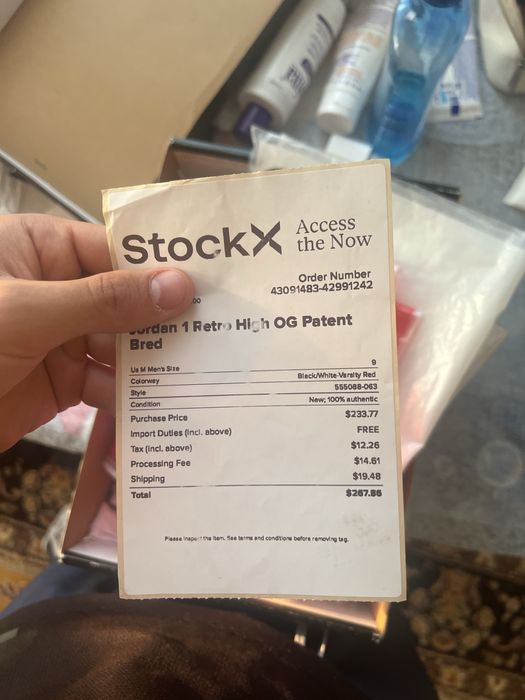 StockX Access
the Now
Order Number
43091483-42991242
Jordan 1 Retro High OG Patent
Bred
Us M Men's Size 9
Colorway Black/White-Varsity Red
Style 555088-063
Condition New; 100% authentic
Purchase Price $233.77
Import Duties (incl. above) FREE
Tax (incl. above) $12.26
Processing Fee $14.61
Shipping $19.48
Total $267.86
Please inspect the item. See terms and conditions before removing tag.